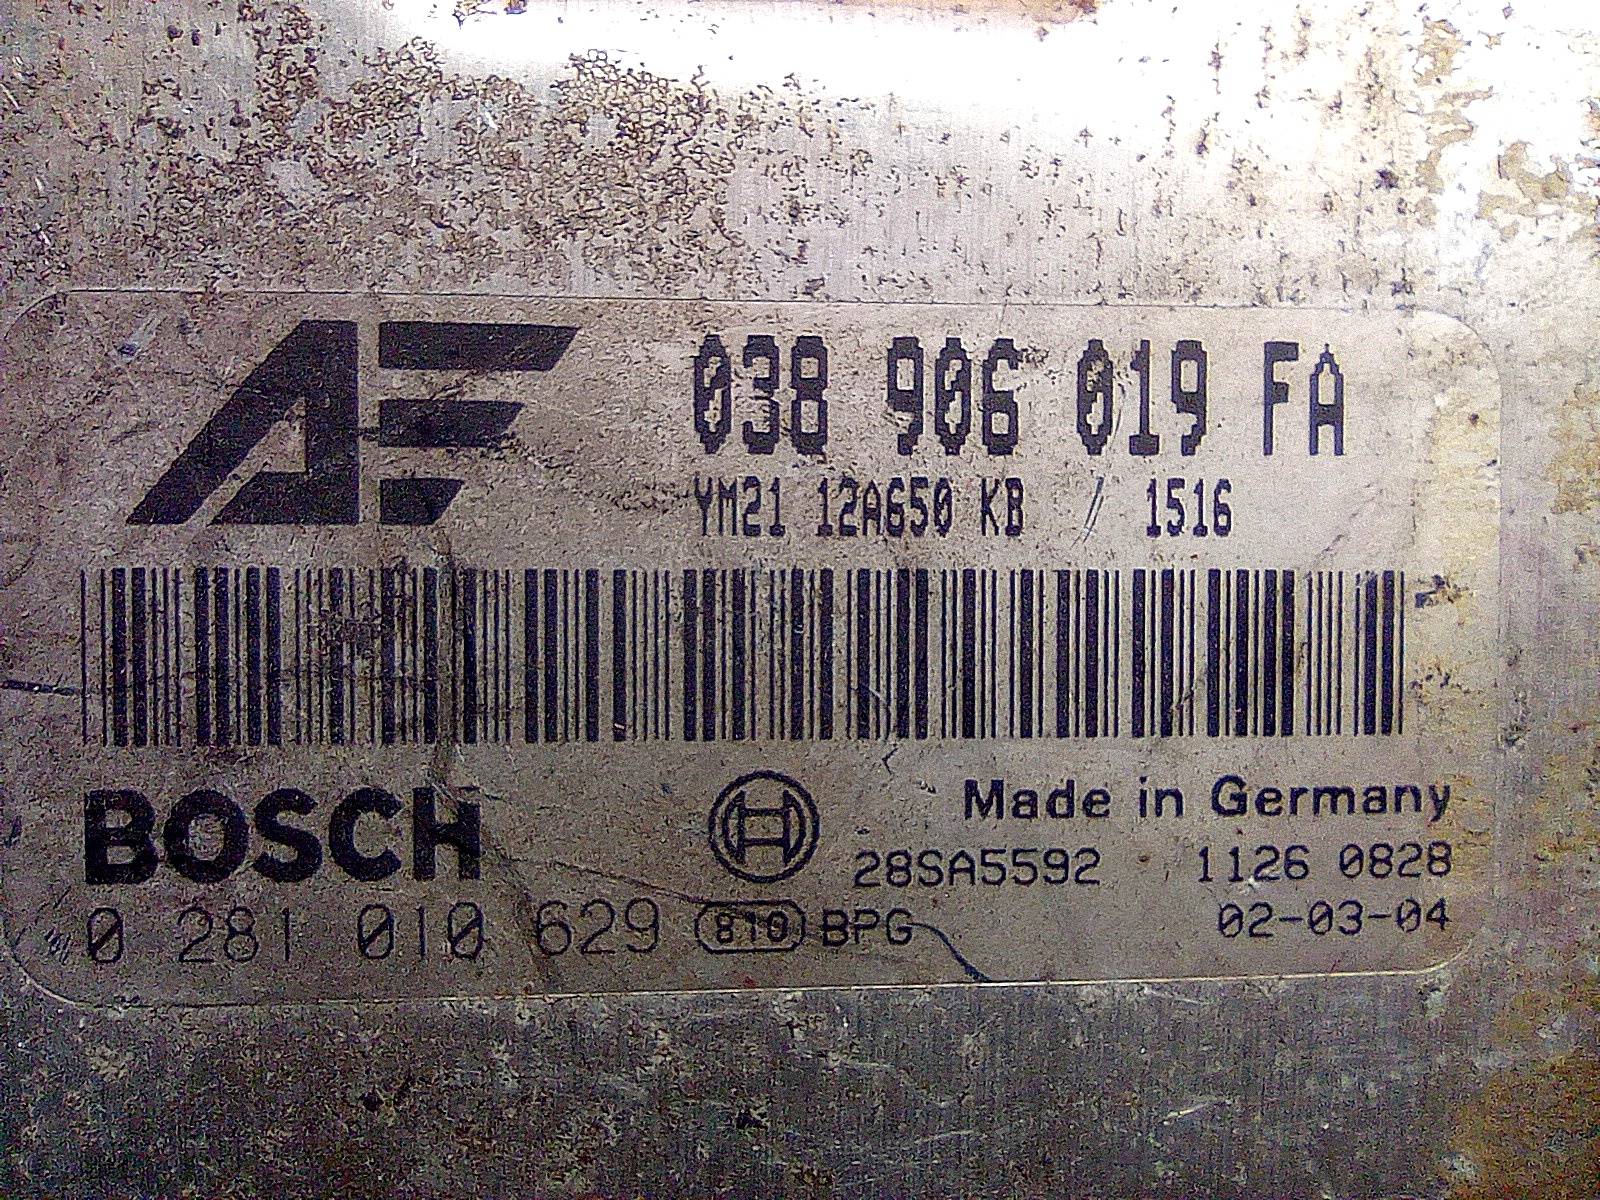 AF
038 906 019 FA
YM21 12A650 KB / 1516
BOSCH
Made in Germany
28SA5592 1126 0828
0 281 010 629 810 BPG 02-03-04